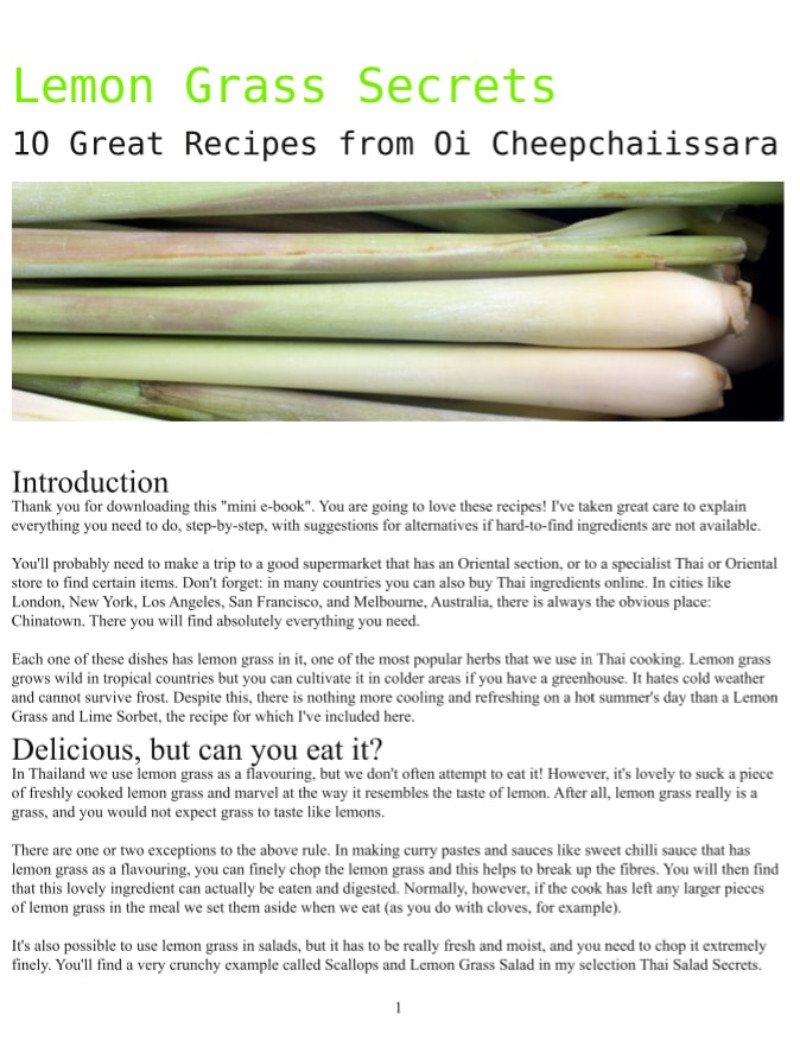 Lemon Grass Secrets
10 Great Recipes from Oi Cheepchaiissara
Introduction
Thank you for downloading this "mini e-book". You are going to love these recipes! I've taken great care to explain
everything you need to do, step-by-step, with suggestions for alternatives if hard-to-find ingredients are not available.
You'll probably need to make a trip to a good supermarket that has an Oriental section, or to a specialist Thai or Oriental
store to find certain items. Don't forget: in many countries you can also buy Thai ingredients online. In cities like
London, New York, Los Angeles, San Francisco, and Melbourne, Australia, there is always the obvious place:
Chinatown. There you will find absolutely everything you need.
Each one of these dishes has lemon grass in it, one of the most popular herbs that we use in Thai cooking. Lemon grass
grows wild in tropical countries but you can cultivate it in colder areas if you have a greenhouse. It hates cold weather
and cannot survive frost. Despite this, there is nothing more cooling and refreshing on a hot summer's day than a Lemon
Grass and Lime Sorbet, the recipe for which I've included here.
Delicious, but can you eat it?
In Thailand we use lemon grass as a flavouring, but we don't often attempt to eat it! However, it's lovely to suck a piece
of freshly cooked lemon grass and marvel at the way it resembles the taste of lemon. After all, lemon grass really is a
grass, and you would not expect grass to taste like lemons.
There are one or two exceptions to the above rule. In making curry pastes and sauces like sweet chilli sauce that has
lemon grass as a flavouring, you can finely chop the lemon grass and this helps to break up the fibres. You will then find
that this lovely ingredient can actually be eaten and digested. Normally, however, if the cook has left any larger pieces
of lemon grass in the meal we set them aside when we eat (as you do with cloves, for example).
It's also possible to use lemon grass in salads, but it has to be really fresh and moist, and you need to chop it extremely
finely. You'll find a very crunchy example called Scallops and Lemon Grass Salad in my selection Thai Salad Secrets.
1